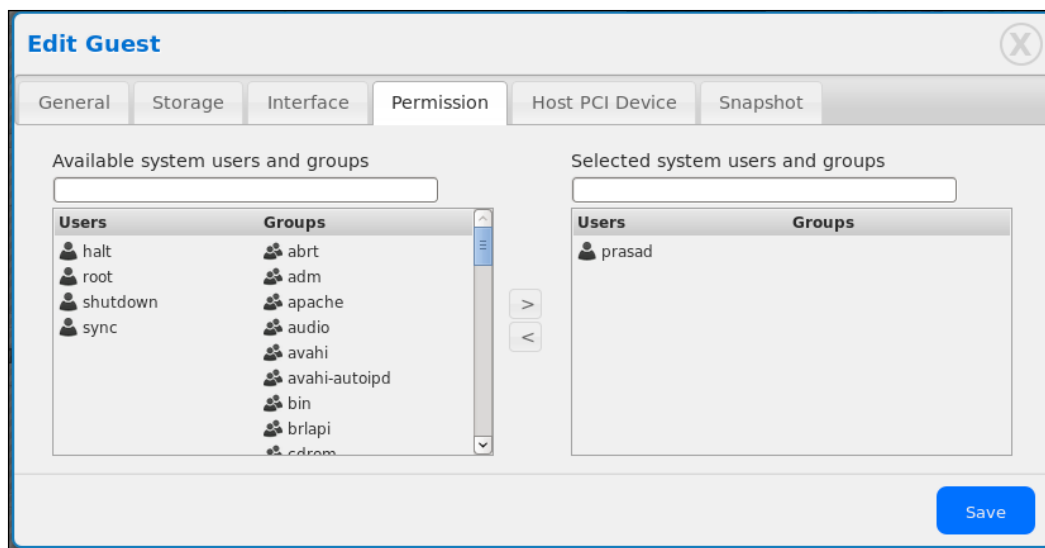 Edit Guest
X
General Storage Interface Permission Host PCI Device Snapshot
Available system users and groups
Users Groups
halt abrt
root adm
shutdown apache
sync audio
avahi
avahi-autoipd
bin
brlapi
cdrom
>
<
Selected system users and groups
Users Groups
prasad
Save